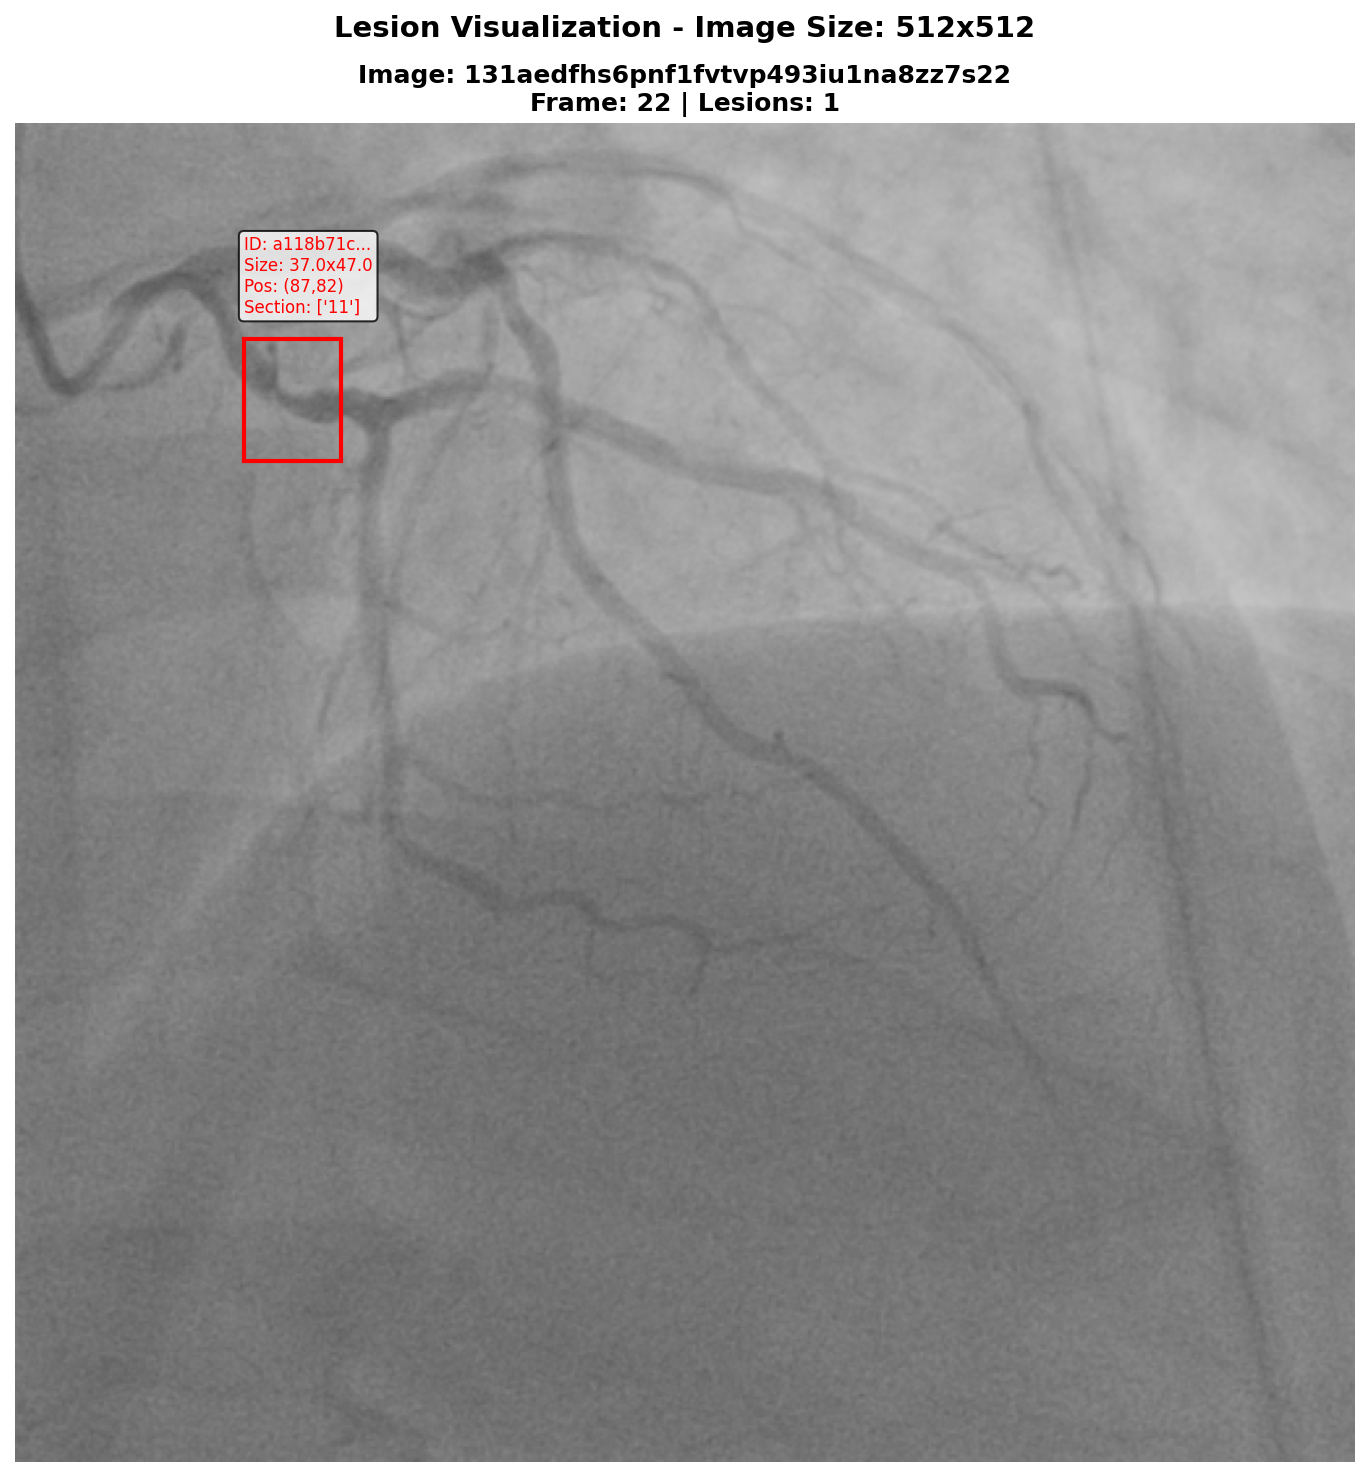 Lesion Visualization - Image Size: 512x512
Image: 131aedfhs6pnf1fvtvp493iu1na8zz7s22
Frame: 22 | Lesions: 1
ID: a118b71c...
Size: 37.0x47.0
Pos: (87,82)
Section: ['11']